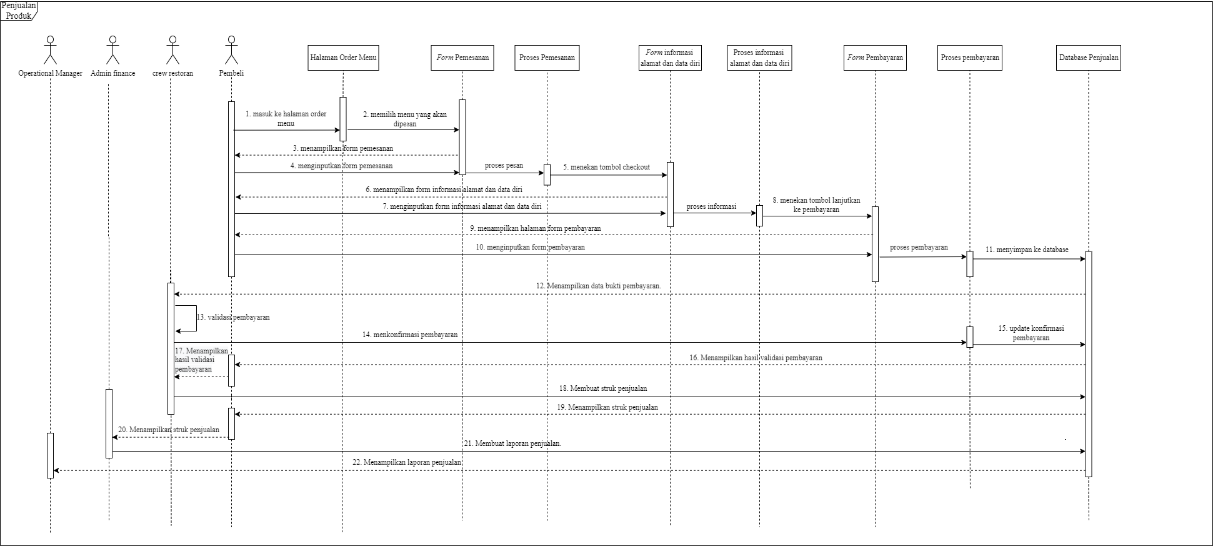 Penjualan
Produk
Operational Manager
Admin finance
crew restoran
Pembeli
Halaman Order Menu
Form Pemesanan
Proses Pemesanan
Form informasi
alamat dan data diri
Proses informasi
alamat dan data diri
Form Pembayaran
Proses pembayaran
Database Penjualan
1. masuk ke halaman order
menu
2. memilih menu yang akan
dipesan
3. menampilkan form pemesanan
4. menginputkan form pemesanan
proses pesan
5. menekan tombol checkout
6. menampilkan form informasi alamat dan data diri
7. menginputkan form informasi alamat dan data diri
proses informasi
8. menekan tombol lanjutkan
ke pembayaran
9. menampilkan halaman form pembayaran
10. menginputkan form pembayaran
proses pembayaran
11. menyimpan ke database
12. Menampilkan data bukti pembayaran.
13. validasi pembayaran
14. menkonfirmasi pembayaran
15. update konfirmasi
pembayaran
16. Menampilkan hasil validasi pembayaran
17. Menampilkan
hasil validasi
pembayaran
18. Membuat struk penjualan
19. Menampilkan struk penjualan
20. Menampilkan struk penjualan
21. Membuat laporan penjualan.
22. Menampilkan laporan penjualan